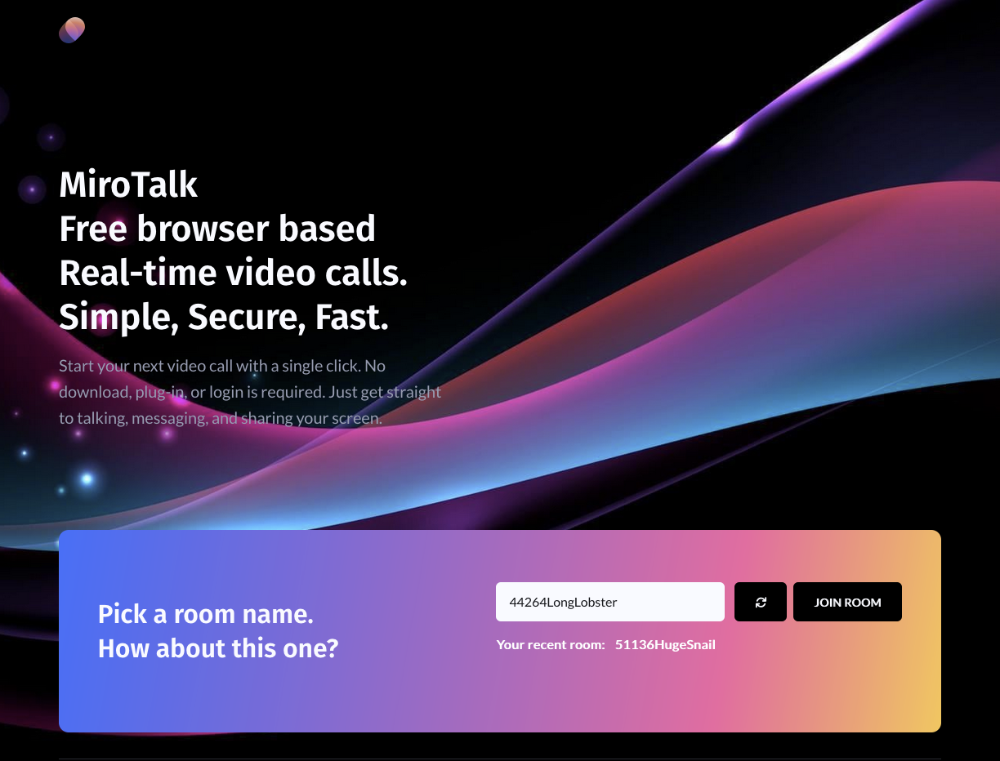 MiroTalk
Free browser based
Real-time video calls.
Simple, Secure, Fast.
Start your next video call with a single click. No
download, plug-in, or login is required. Just get straight
to talking, messaging, and sharing your screen.
Pick a room name.
How about this one?
44264LongLobster
JOIN ROOM
Your recent room: 51136HugeSnail